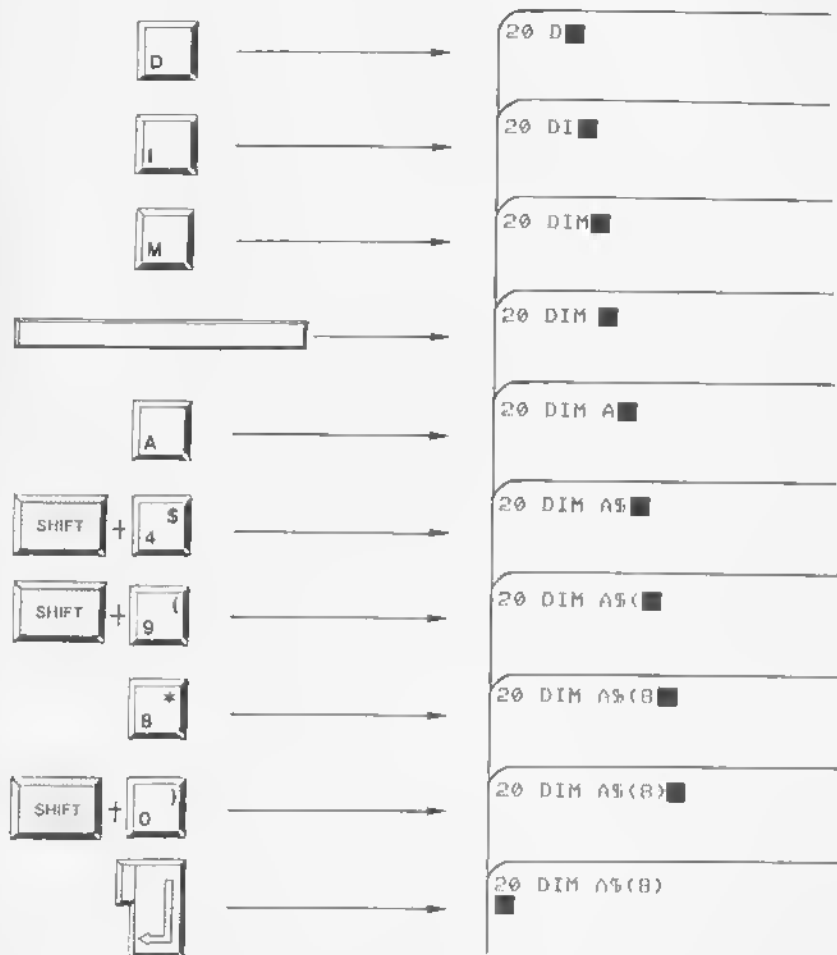 D
20 D
I
20 DI
M
20 DIM
20 DIM
A
20 DIM A
SHIFT + 4 $
20 DIM A$
SHIFT + 9 (
20 DIM A$(
8 *
20 DIM A$(8
SHIFT + 0 )
20 DIM A$(8)
20 DIM A$(8)